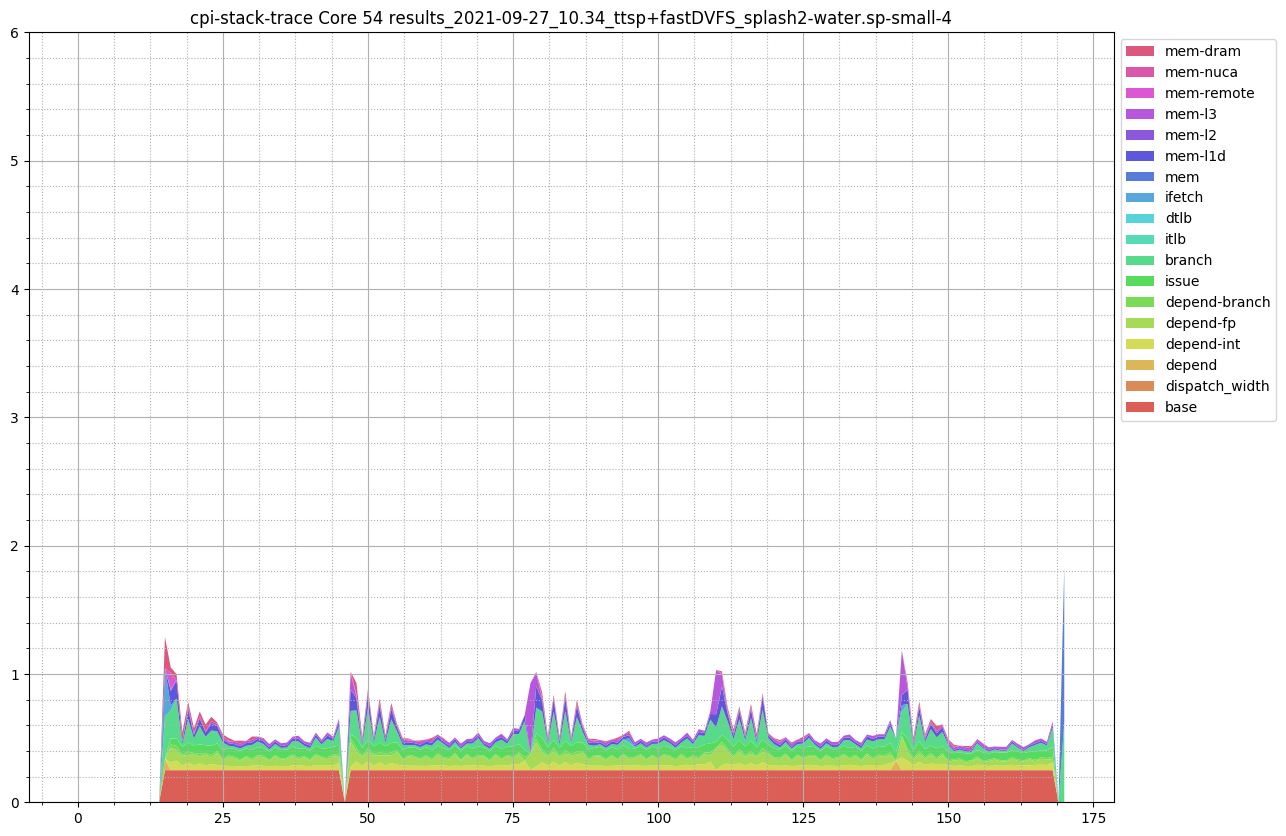 cpi-stack-trace Core 54 results_2021-09-27_10.34_ttsp+fastDVFS_splash2-water.sp-small-4
6
5
4
3
2
1
0
0 25 50 75 100 125 150 175
mem-dram
mem-nuca
mem-remote
mem-l3
mem-l2
mem-l1d
mem
ifetch
dtlb
itlb
branch
issue
depend-branch
depend-fp
depend-int
depend
dispatch_width
base